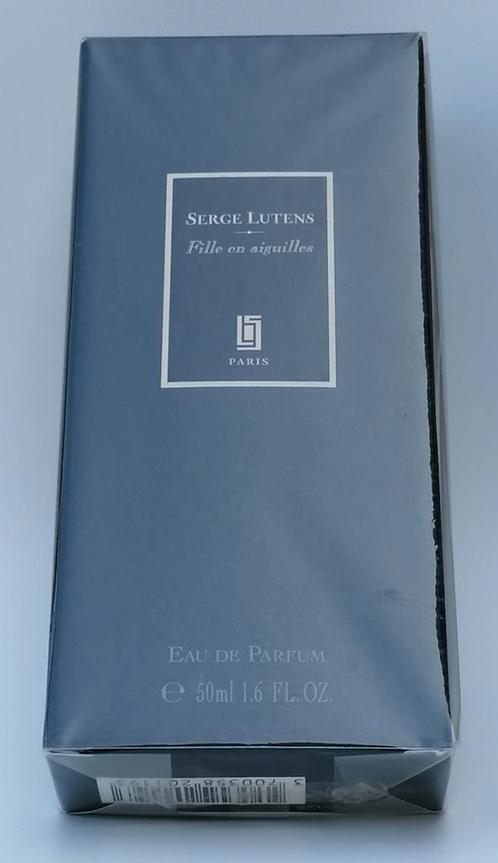 SERGE LUTENS
Fille en aiguilles
PARIS
EAU DE PARFUM
℮ 50ml 1.6 FL.OZ.